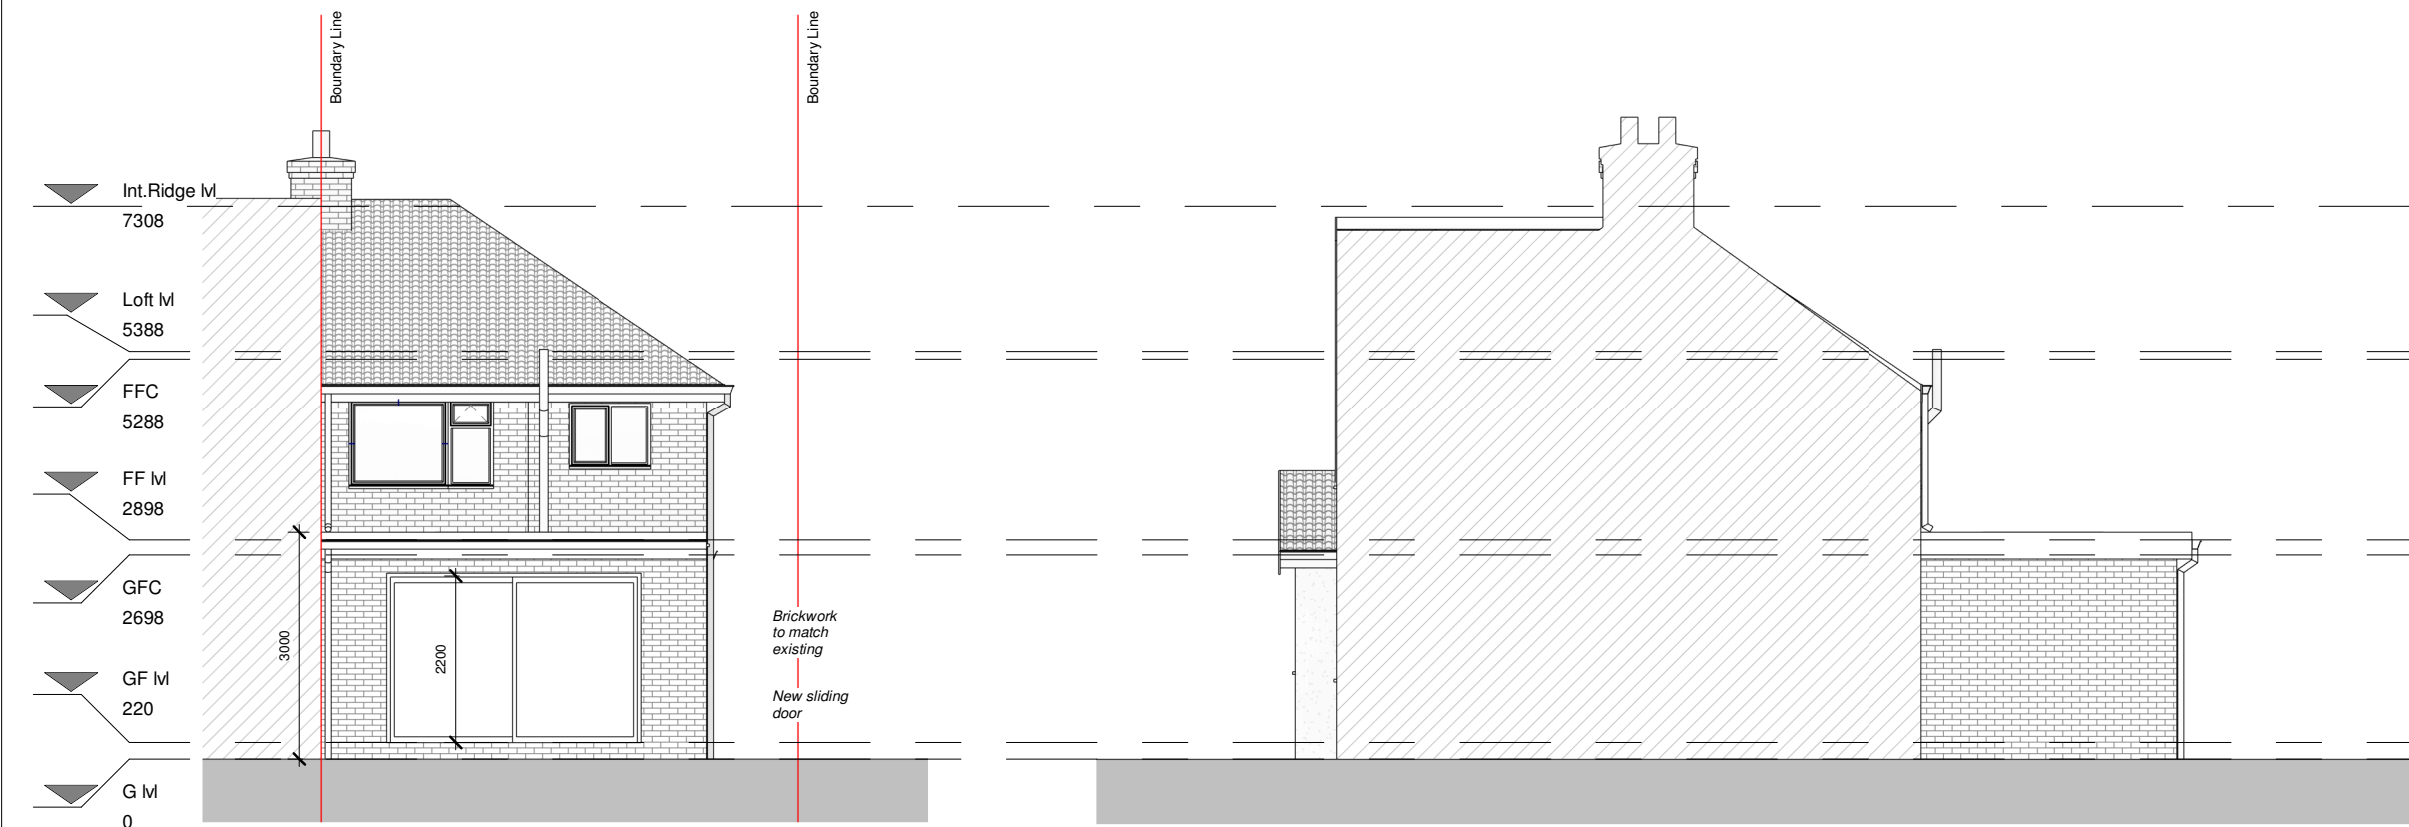 Boundary Line
Boundary Line
Int.Ridge lvl
7308
Loft lvl
5388
FFC
5288
FF lvl
2898
GFC
2698
GF lvl
220
G lvl
0
3000
2200
Brickwork
to match
existing
New sliding
door